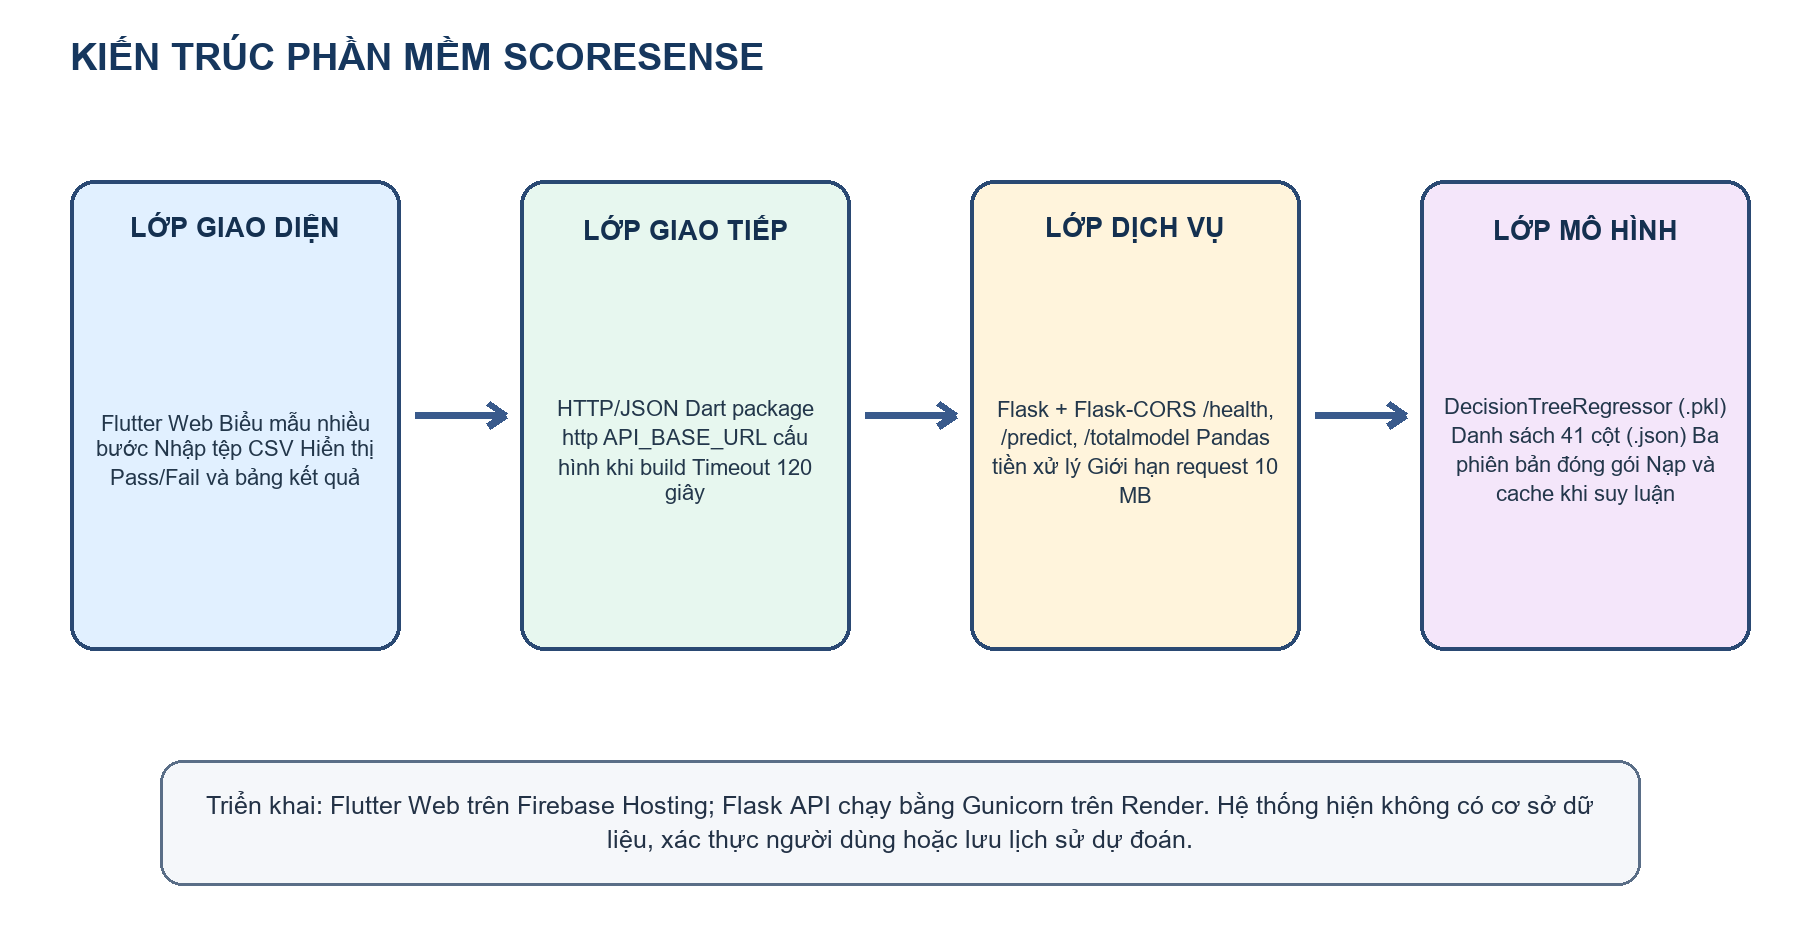 KIẾN TRÚC PHẦN MỀM SCORESENSE
LỚP GIAO DIỆN
Flutter Web Biểu mẫu nhiều
bước Nhập tệp CSV Hiển thị
Pass/Fail và bảng kết quả
LỚP GIAO TIẾP
HTTP/JSON Dart package
http API_BASE_URL cấu
hình khi build Timeout 120
giây
LỚP DỊCH VỤ
Flask + Flask-CORS /health,
/predict, /totalmodel Pandas
tiền xử lý Giới hạn request 10
MB
LỚP MÔ HÌNH
DecisionTreeRegressor (.pkl)
Danh sách 41 cột (.json) Ba
phiên bản đóng gói Nạp và
cache khi suy luận
Triển khai: Flutter Web trên Firebase Hosting; Flask API chạy bằng Gunicorn trên Render. Hệ thống hiện không có cơ sở dữ
liệu, xác thực người dùng hoặc lưu lịch sử dự đoán.